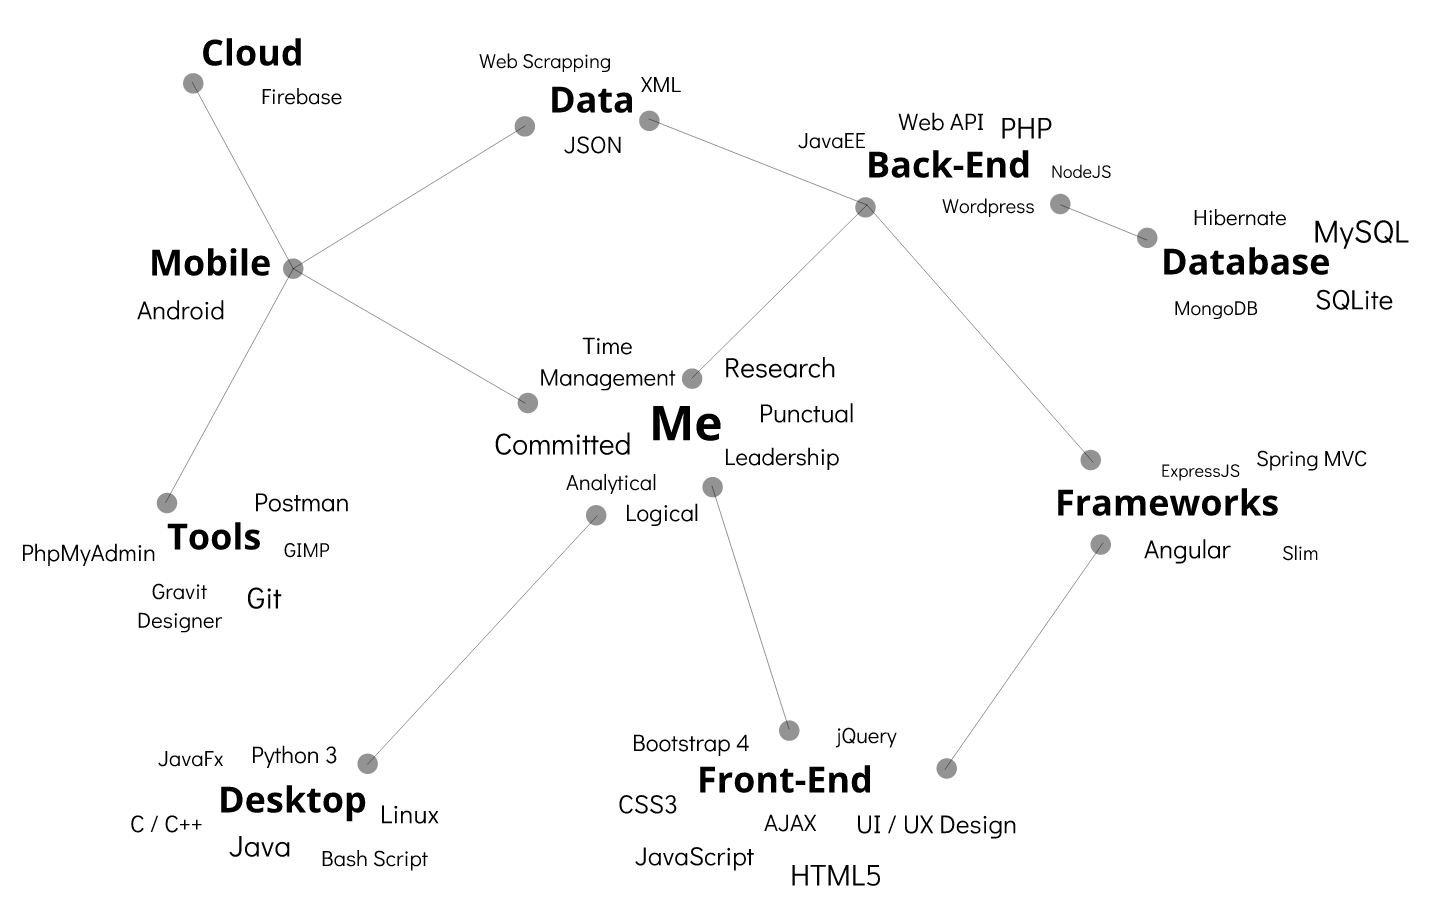 Cloud
Firebase
Web Scrapping
XML
Data
JSON
Web API
PHP
JavaEE
Back-End
NodeJS
Wordpress
Hibernate
MySQL
Database
MongoDB
SQLite
Mobile
Android
Time
Management
Research
Me
Punctual
Committed
Leadership
Analytical
Logical
ExpressJS
Spring MVC
Frameworks
Angular
Slim
Postman
Tools
PhpMyAdmin
GIMP
Gravit
Designer
Git
JavaFx
Python 3
Desktop
Linux
C / C++
Java
Bash Script
Bootstrap 4
jQuery
Front-End
CSS3
AJAX
UI / UX Design
JavaScript
HTML5